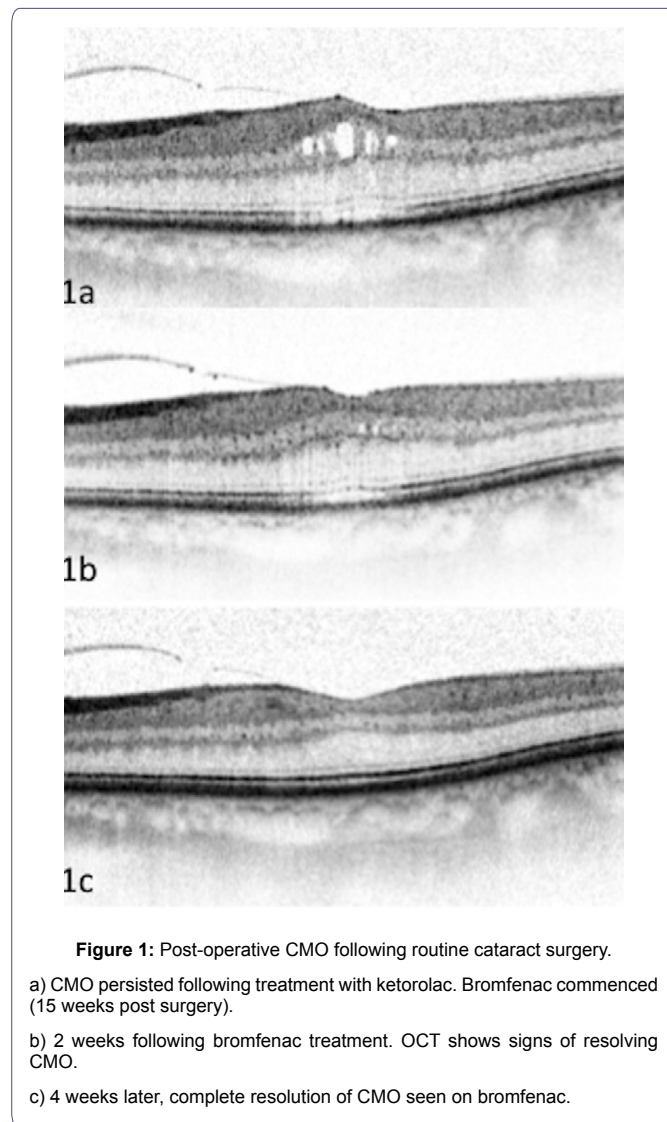 1a
1b
1c
Figure 1: Post-operative CMO following routine cataract surgery.
a) CMO persisted following treatment with ketorolac. Bromfenac commenced
(15 weeks post surgery).
b) 2 weeks following bromfenac treatment. OCT shows signs of resolving
CMO.
c) 4 weeks later, complete resolution of CMO seen on bromfenac.